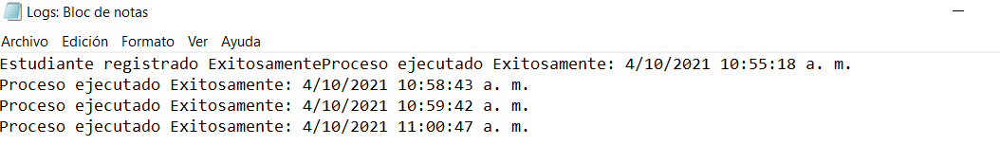 Logs: Bloc de notas
Archivo Edición Formato Ver Ayuda
Estudiante registrado ExitosamenteProceso ejecutado Exitosamente: 4/10/2021 10:55:18 a. m.
Proceso ejecutado Exitosamente: 4/10/2021 10:58:43 a. m.
Proceso ejecutado Exitosamente: 4/10/2021 10:59:42 a. m.
Proceso ejecutado Exitosamente: 4/10/2021 11:00:47 a. m.